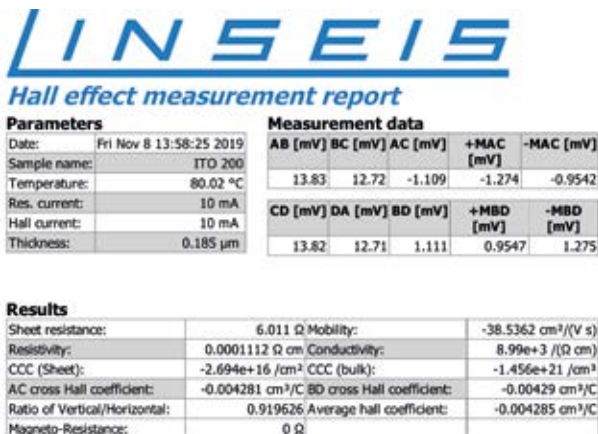 LINSEIS
Hall effect measurement report
Parameters
Date: Fri Nov 8 13:58:25 2019
Sample name: ITO 200
Temperature: 80.02 °C
Res. current: 10 mA
Hall current: 10 mA
Thickness: 0.185 µm
Measurement data
AB [mV] BC [mV] AC [mV] +MAC [mV] -MAC [mV]
13.83 12.72 -1.109 -1.274 -0.9542
CD [mV] DA [mV] BD [mV] +MBD [mV] -MBD [mV]
13.82 12.71 1.111 0.9547 1.275
Results
Sheet resistance: 6.011 Ω Mobility: -38.5362 cm²/(V s)
Resistivity: 0.0001112 Ω cm Conductivity: 8.99e+3 /(Ω cm)
CCC (Sheet): -2.694e+16 /cm² CCC (bulk): -1.456e+21 /cm³
AC cross Hall coefficient: -0.004281 cm³/C BD cross Hall coefficient: -0.00429 cm³/C
Ratio of Vertical/Horizontal: 0.919626 Average hall coefficient: -0.004285 cm³/C
Magneto-Resistance: 0 Ω